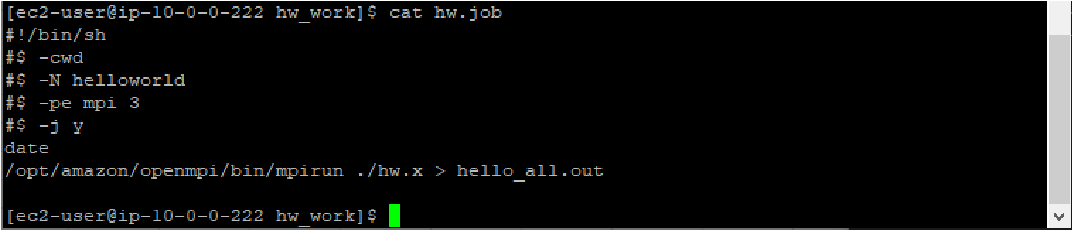 [ec2-user@ip-10-0-0-222 hw_work]$ cat hw.job
#!/bin/sh
#$ -cwd
#$ -N helloworld
#$ -pe mpi 3
#$ -j y
date
/opt/amazon/openmpi/bin/mpirun ./hw.x > hello_all.out
[ec2-user@ip-10-0-0-222 hw_work]$